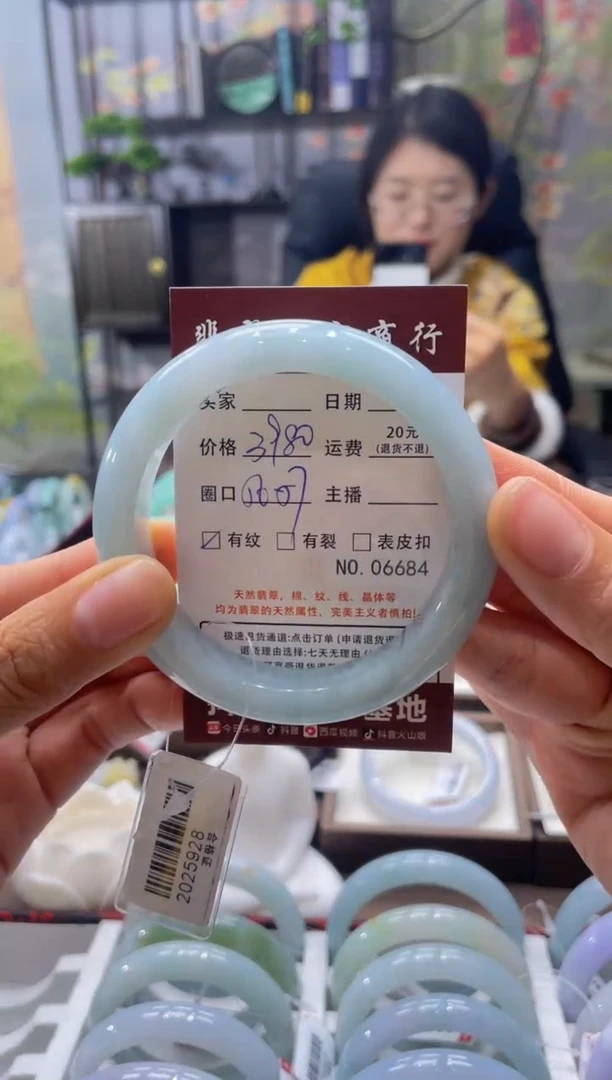 商行
卖家 日期
价格 3980 运费 20元
(退货不退)
圈口 主播
有纹 有裂 表皮扣
NO. 06684
天然翡翠，棉、纹、线、晶体等
均为翡翠的天然属性，完美主义者慎拍!
极速退货通道:点击订单(申请退货
理由选择:七天无理由
基地
今日头条 抖音 西瓜视频 抖音火山版
合格证
2025928